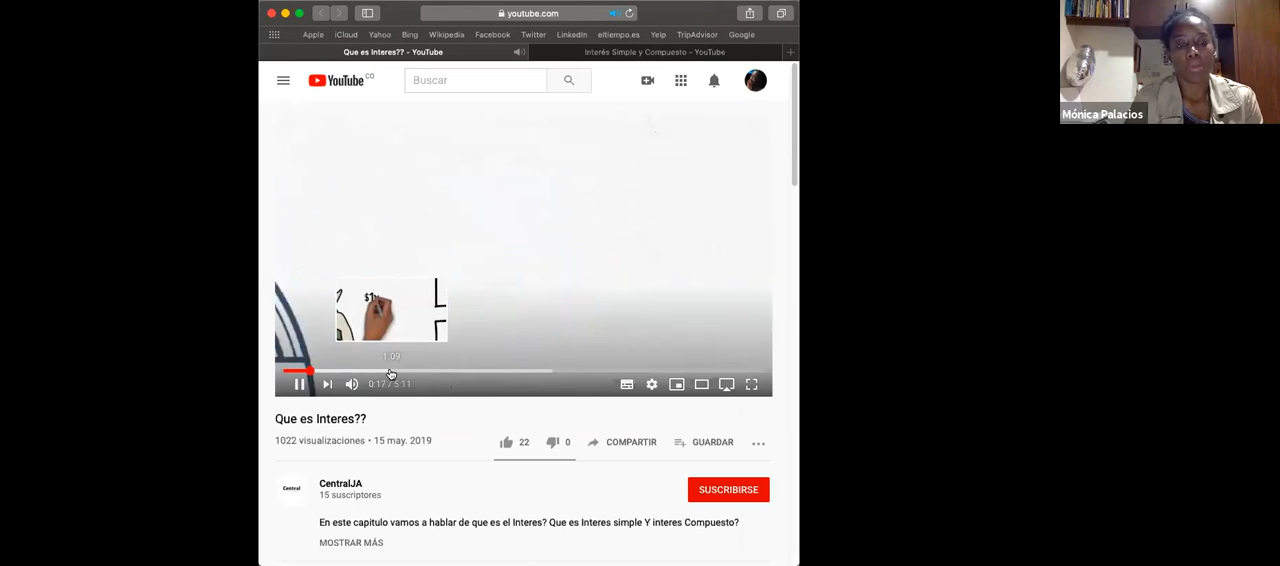 youtube.com
Apple iCloud Yahoo Bing Wikipedia Facebook Twitter LinkedIn eltiempo.es Yelp TripAdvisor Google
Que es Interes?? - YouTube
Interés Simple y Compuesto - YouTube
YouTube CO
Buscar
Mónica Palacios
1:09
0:17 / 5:11
Que es Interes??
1022 visualizaciones • 15 may. 2019
22 0 COMPARTIR GUARDAR
Central
CentralJA
15 suscriptores
SUSCRIBIRSE
En este capitulo vamos a hablar de que es el Interes? Que es Interes simple Y interes Compuesto?
MOSTRAR MÁS